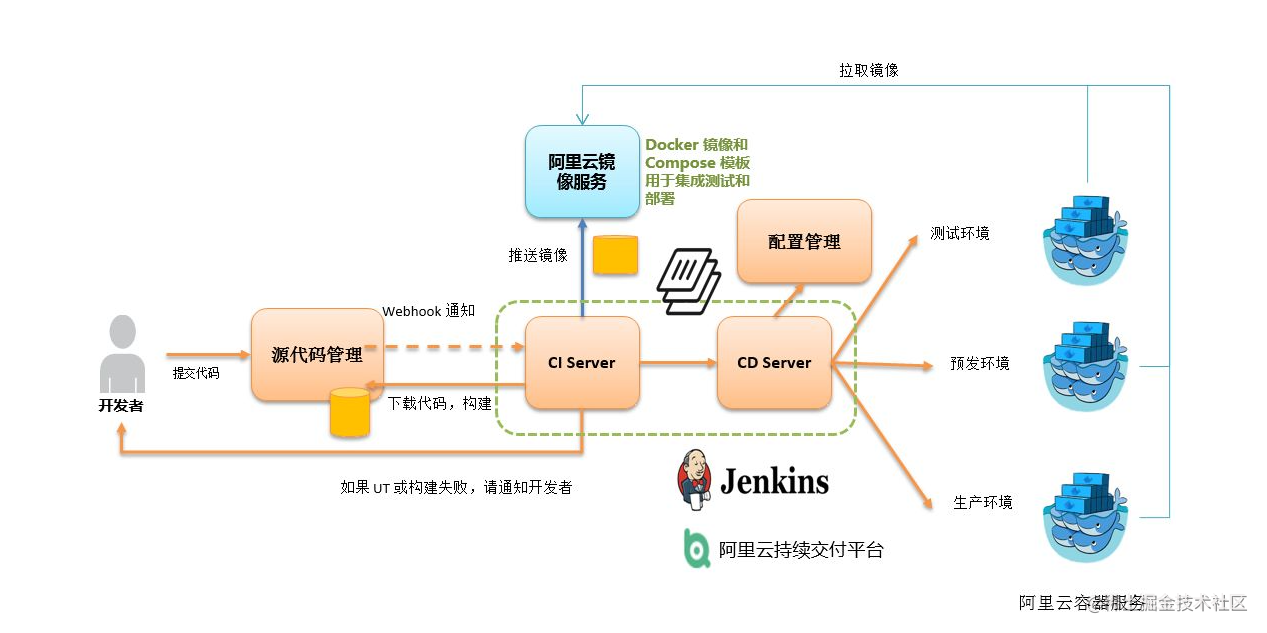 拉取镜像
阿里云镜
像服务
Docker 镜像和
Compose 模板
用于集成测试和
部署
推送镜像
配置管理
测试环境
Webhook 通知
源代码管理
CI Server
CD Server
预发环境
提交代码
开发者
下载代码，构建
如果 UT 或构建失败，请通知开发者
Jenkins
生产环境
阿里云持续交付平台
阿里云容器服务
掘金技术社区